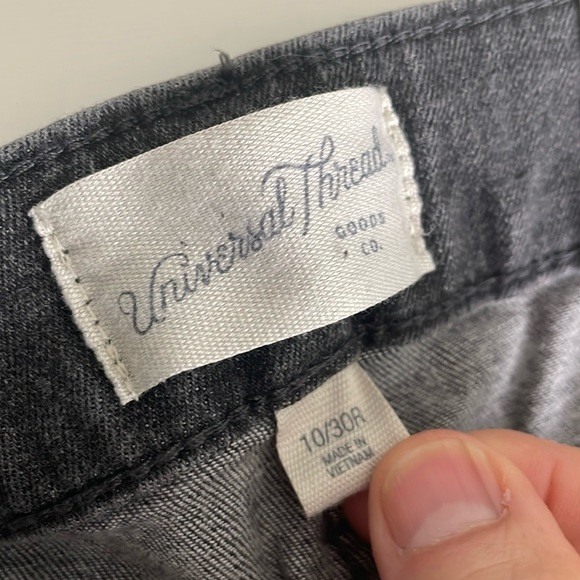 Universal Thread
GOODS
CO.
10/30R
MADE IN
VIETNAM